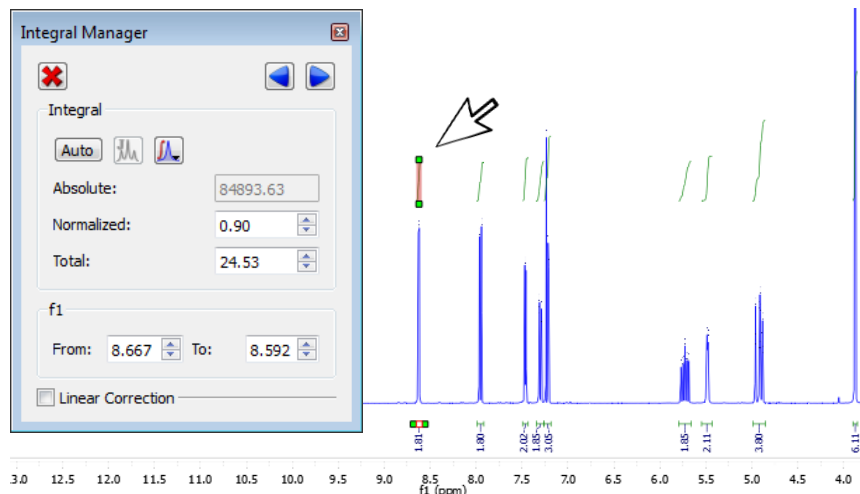 Integral Manager
Integral
Auto
Absolute: 84893.63
Normalized: 0.90
Total: 24.53
f1
From: 8.667 To: 8.592
Linear Correction
1.81 1.80 2.02 1.85 3.05 1.85 2.11 3.80 6.11
3.0 12.5 12.0 11.5 11.0 10.5 10.0 9.5 9.0 8.5 8.0 7.5 7.0 6.5 6.0 5.5 5.0 4.5 4.0
f1 (ppm)